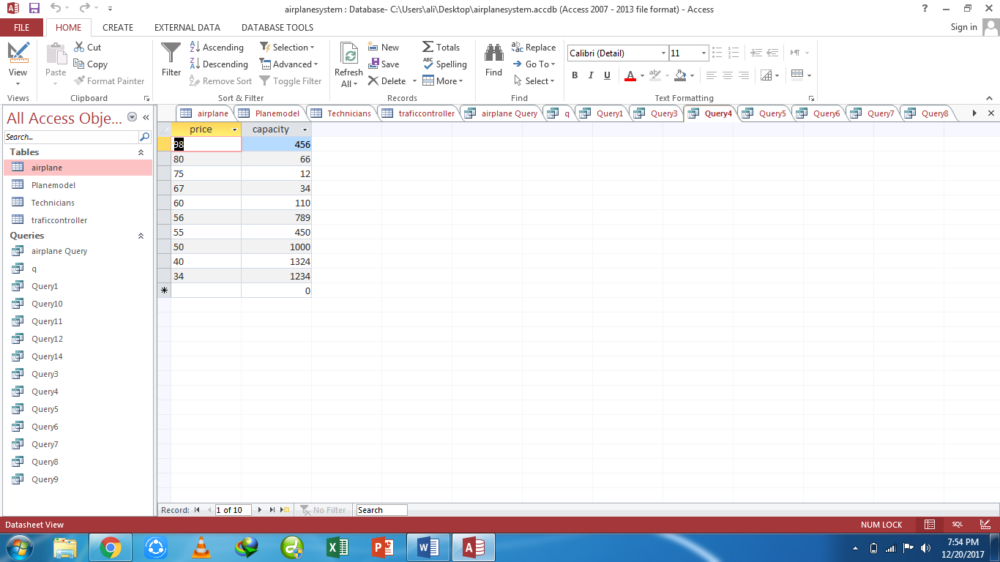 airplanesystem : Database- C:\Users\ali\Desktop\airplanesystem.accdb (Access 2007 - 2013 file format) - Access
FILE HOME CREATE EXTERNAL DATA DATABASE TOOLS Sign in
View
Views
Paste
Cut
Copy
Format Painter
Clipboard
Filter
Ascending
Descending
Remove Sort
Selection
Advanced
Toggle Filter
Sort & Filter
Refresh All
New
Save
Delete
Totals
Spelling
More
Records
Find
Replace
Go To
Select
Find
Calibri (Detail) 11
B I U A
Text Formatting
All Access Obje...
Search...
Tables
airplane
Planemodel
Technicians
traficcontroller
Queries
airplane Query
q
Query1
Query10
Query11
Query12
Query14
Query3
Query4
Query5
Query6
Query7
Query8
Query9
airplane Planemodel Technicians traficcontroller airplane Query q Query1 Query3 Query4 Query5 Query6 Query7 Query8
price capacity
98 456
80 66
75 12
67 34
60 110
56 789
55 450
50 1000
40 1324
34 1234
0
Record: 1 of 10 No Filter Search
Datasheet View NUM LOCK SQL
7:54 PM
12/20/2017